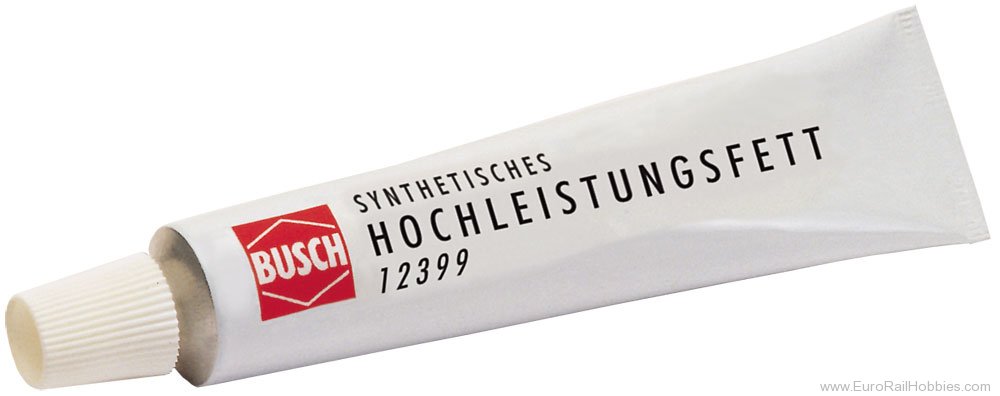 BUSCH
SYNTHETISCHES
HOCHLEISTUNGSFETT
12399
www.EuroRailHobbies.com